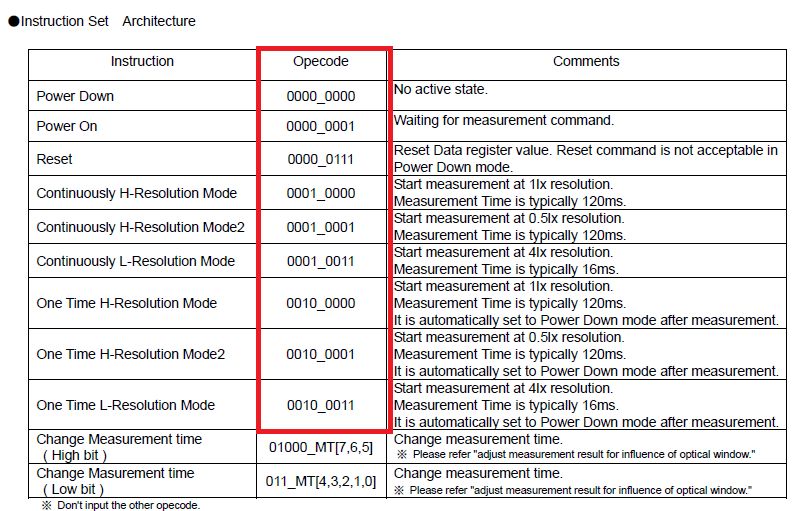 ●Instruction Set Architecture
Instruction Opecode Comments
Power Down 0000_0000 No active state.
Power On 0000_0001 Waiting for measurement command.
Reset 0000_0111 Reset Data register value. Reset command is not acceptable in
Power Down mode.
Continuously H-Resolution Mode 0001_0000 Start measurement at 1lx resolution.
Measurement Time is typically 120ms.
Continuously H-Resolution Mode2 0001_0001 Start measurement at 0.5lx resolution.
Measurement Time is typically 120ms.
Continuously L-Resolution Mode 0001_0011 Start measurement at 4lx resolution.
Measurement Time is typically 16ms.
One Time H-Resolution Mode 0010_0000 Start measurement at 1lx resolution.
Measurement Time is typically 120ms.
It is automatically set to Power Down mode after measurement.
One Time H-Resolution Mode2 0010_0001 Start measurement at 0.5lx resolution.
Measurement Time is typically 120ms.
It is automatically set to Power Down mode after measurement.
One Time L-Resolution Mode 0010_0011 Start measurement at 4lx resolution.
Measurement Time is typically 16ms.
It is automatically set to Power Down mode after measurement.
Change Measurement time
( High bit ) 01000_MT[7,6,5] Change measurement time.
※ Please refer "adjust measurement result for influence of optical window."
Change Masurement time
( Low bit ) 011_MT[4,3,2,1,0] Change measurement time.
※ Please refer "adjust measurement result for influence of optical window."
※ Don't input the other opecode.